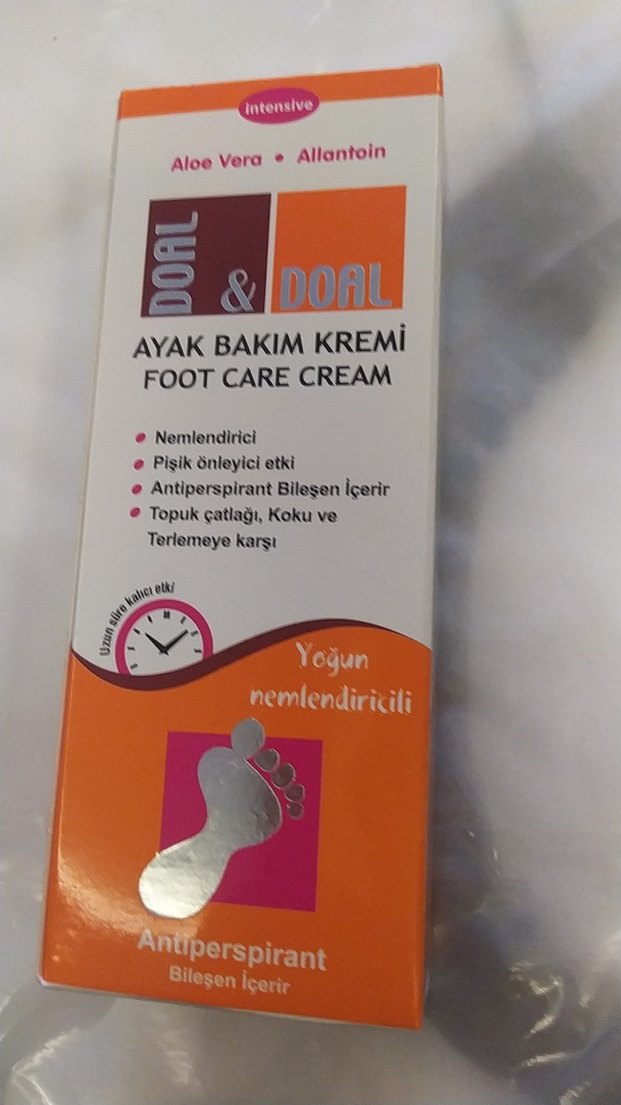 intensive
Aloe Vera • Allantoin
DOAL
& DOAL
AYAK BAKIM KREMİ
FOOT CARE CREAM
• Nemlendirici
• Pişik önleyici etki
• Antiperspirant Bileşen İçerir
• Topuk çatlağı, Koku ve
Terlemeye karşı
Uzun süre kalıcı etki
Yoğun
nemlendiricili
Antiperspirant
Bileşen İçerir